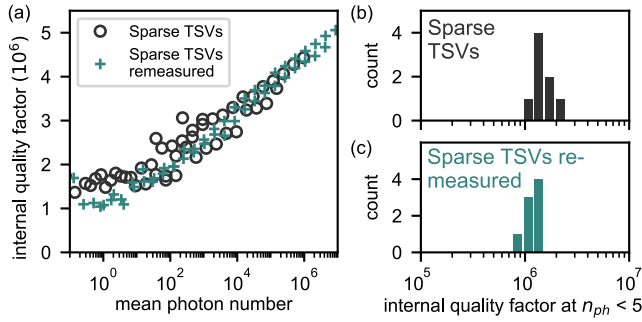 (a)
Sparse TSVs
Sparse TSVs
remeasured
internal quality factor (10⁶)
5
4
3
2
1
0
10⁰
10²
10⁴
10⁶
mean photon number
(b)
Sparse
TSVs
count
4
2
0
(c)
Sparse TSVs re-
measured
count
4
2
0
10⁵
10⁶
10⁷
internal quality factor at n_ph < 5